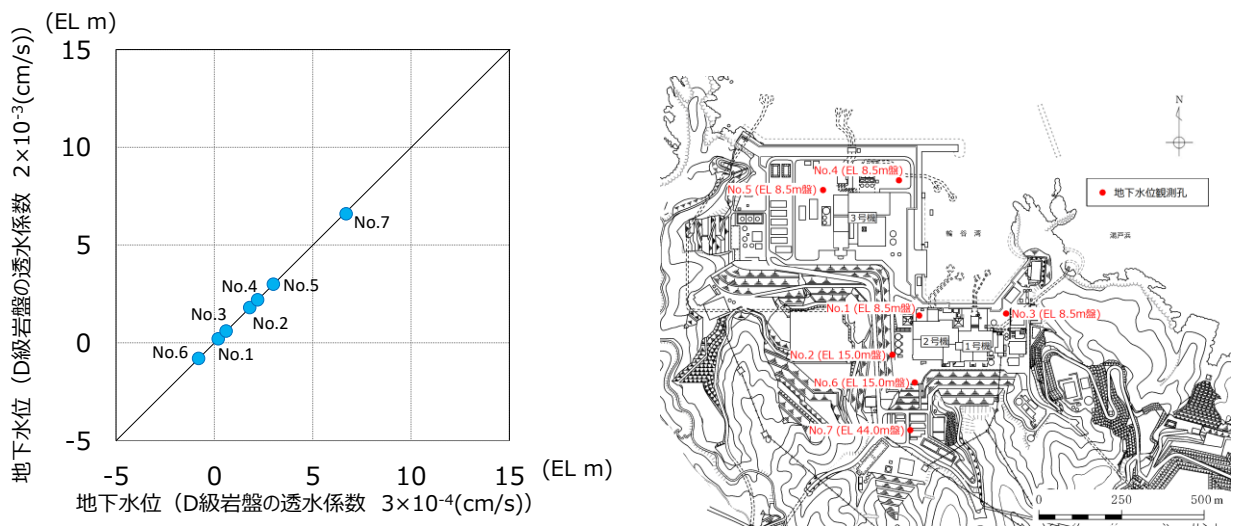 (EL m)
地下水位（D級岩盤の透水係数 2×10⁻³(cm/s)）
15
10
5
0
-5
No.7
No.4
No.5
No.3
No.2
No.6
No.1
-5
0
5
10
15
(EL m)
地下水位（D級岩盤の透水係数 3×10⁻⁴(cm/s)）
N
No.4 (EL 8.5m盤)
No.5 (EL 8.5m盤)
● 地下水位観測孔
3号機
輪谷湾
No.1 (EL 8.5m盤)
No.3 (EL 8.5m盤)
2号機
1号機
No.2 (EL 15.0m盤)
No.6 (EL 15.0m盤)
No.7 (EL 44.0m盤)
0 250 500 m